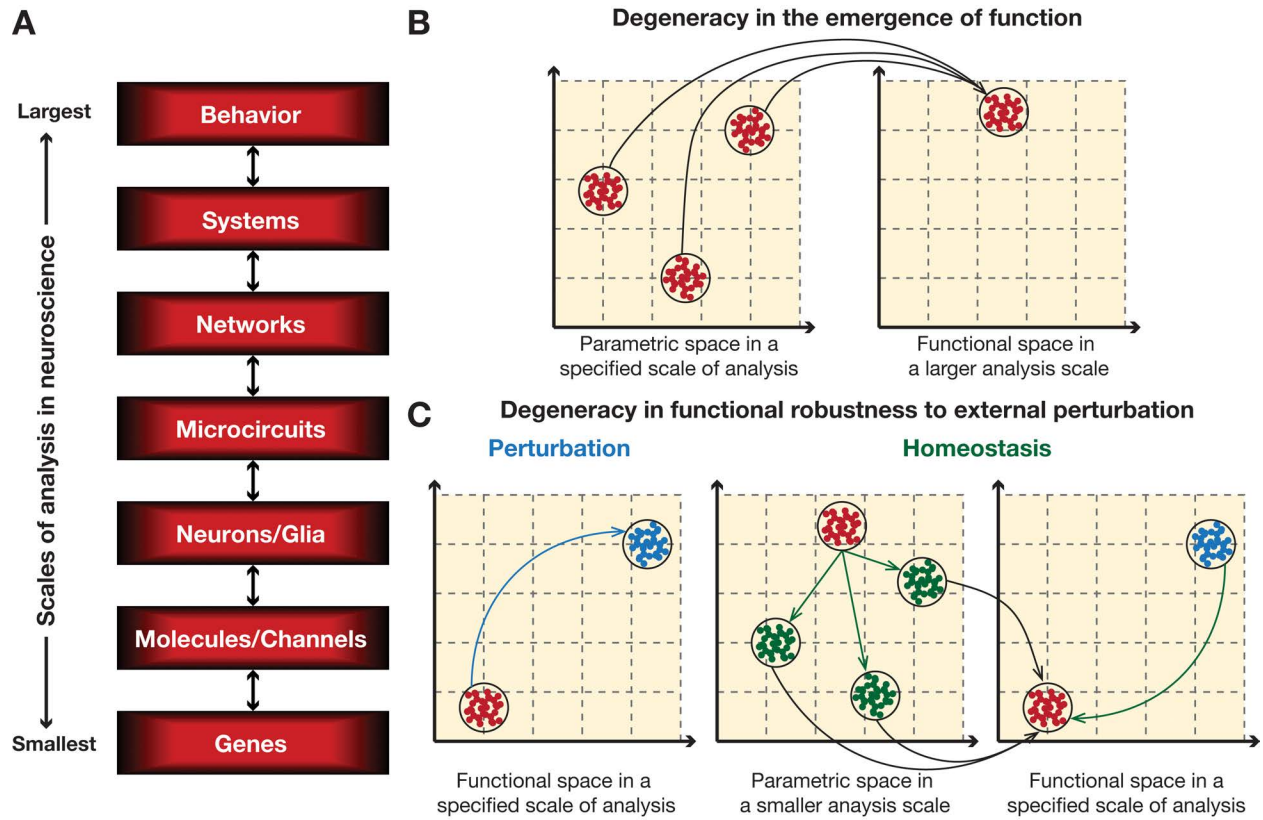 A
Largest
Scales of analysis in neuroscience
Smallest
Behavior
Systems
Networks
Microcircuits
Neurons/Glia
Molecules/Channels
Genes
B
Degeneracy in the emergence of function
Parametric space in a
specified scale of analysis
Functional space in
a larger analysis scale
C
Degeneracy in functional robustness to external perturbation
Perturbation
Homeostasis
Functional space in a
specified scale of analysis
Parametric space in
a smaller anaysis scale
Functional space in a
specified scale of analysis